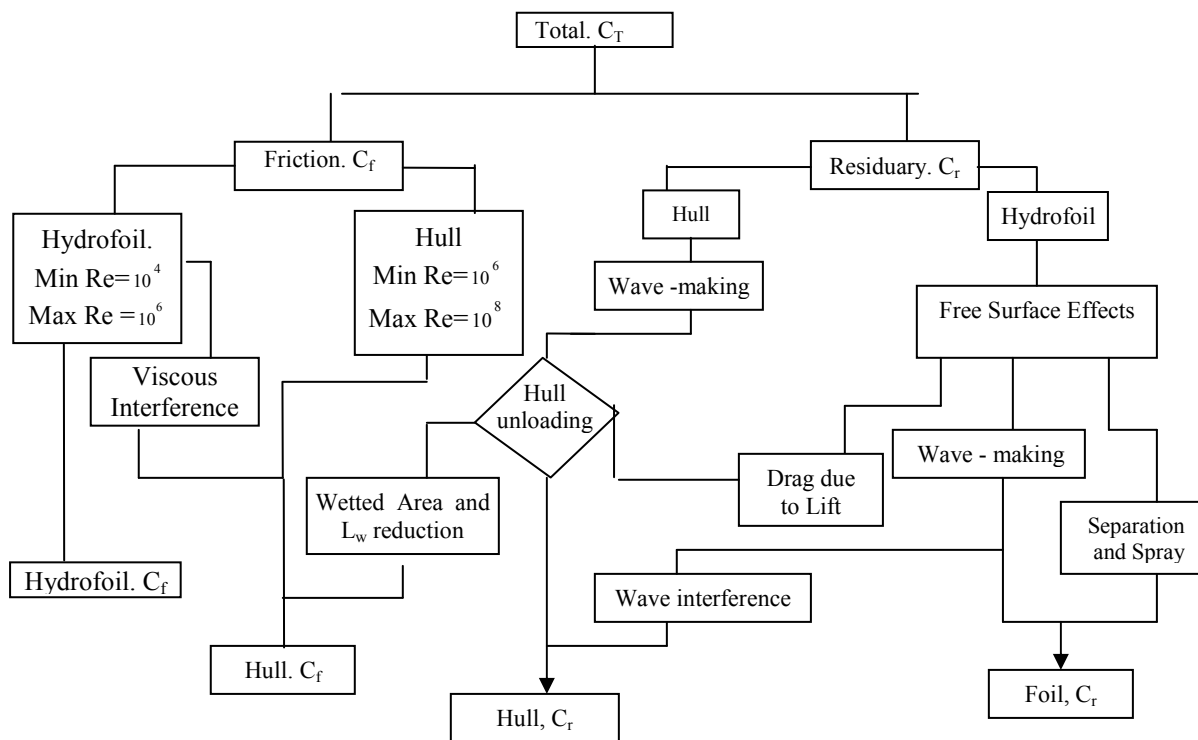 Total. C_T
Friction. C_f
Residuary. C_r
Hull
Hydrofoil
Hydrofoil.
Min Re=10^4
Max Re =10^6
Hull
Min Re=10^6
Max Re=10^8
Wave -making
Free Surface Effects
Viscous
Interference
Hull
unloading
Wave - making
Drag due
to Lift
Wetted Area and
L_w reduction
Separation
and Spray
Hydrofoil. C_f
Wave interference
Hull. C_f
Foil, C_r
Hull, C_r